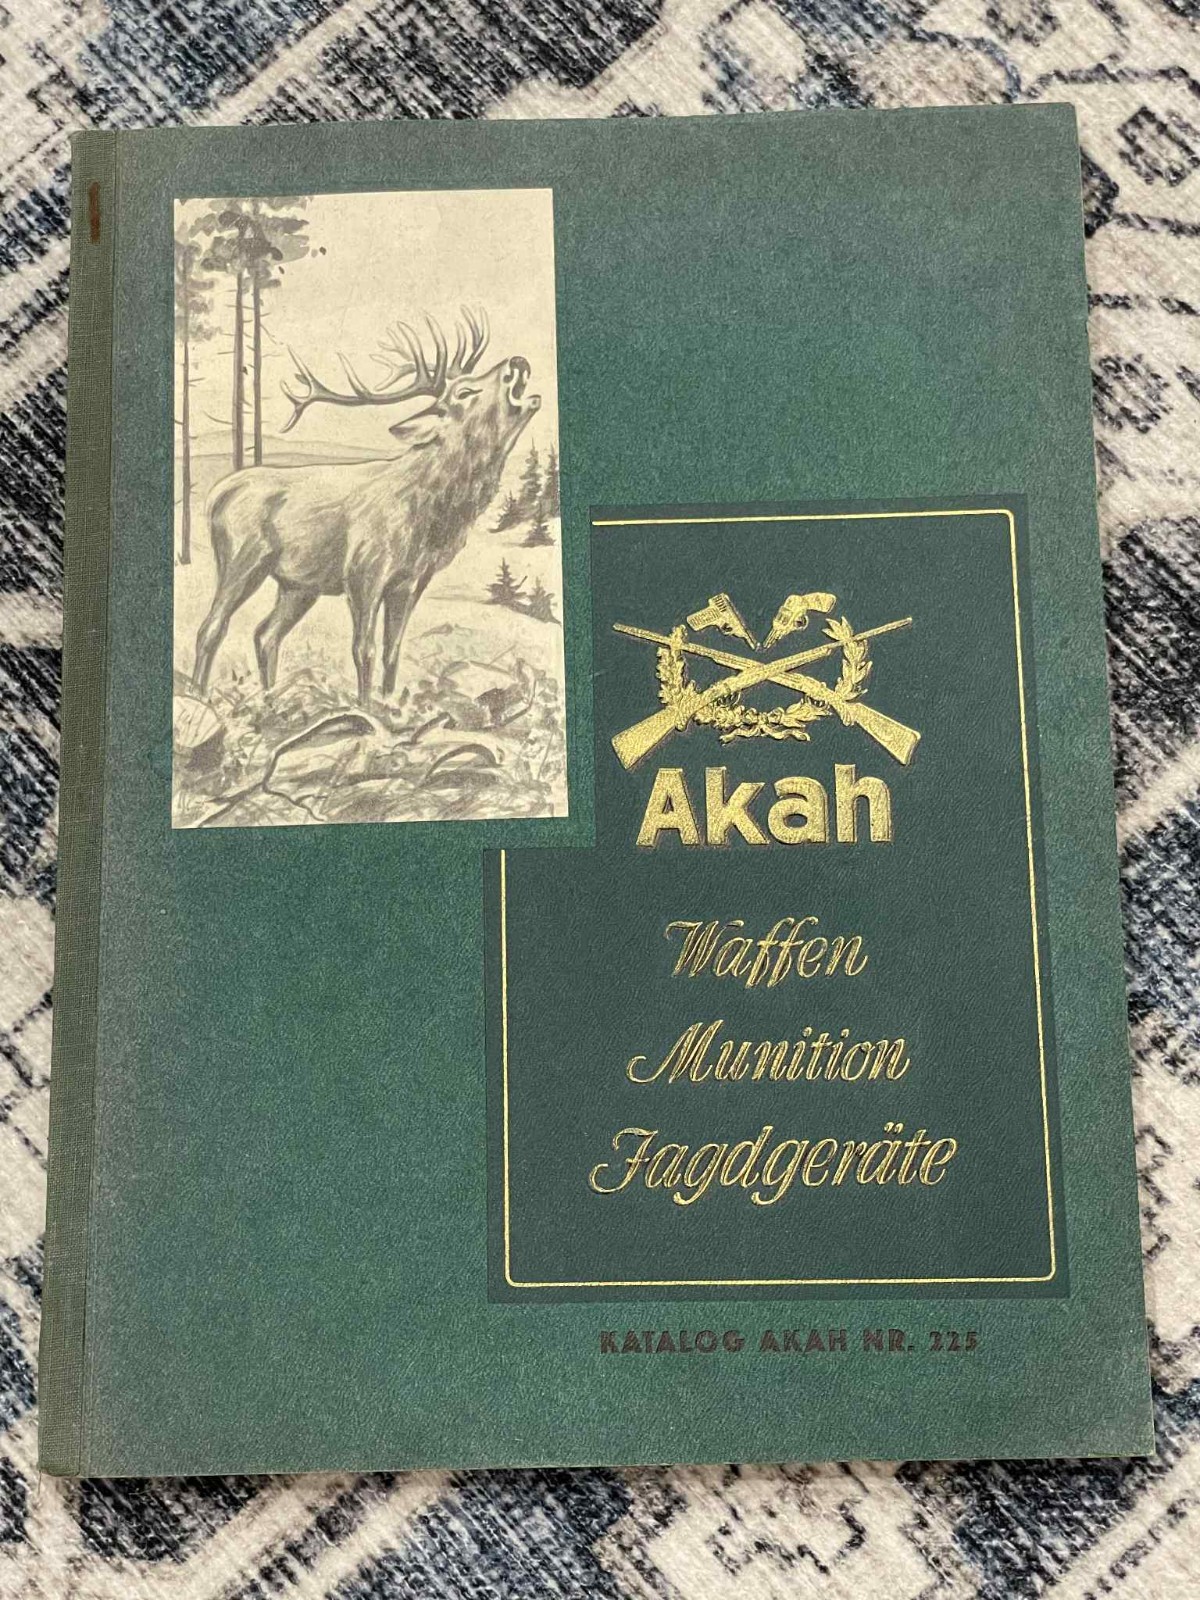 Akah
Waffen
Munition
Jagdgeräte
KATALOG AKAH NR. 225